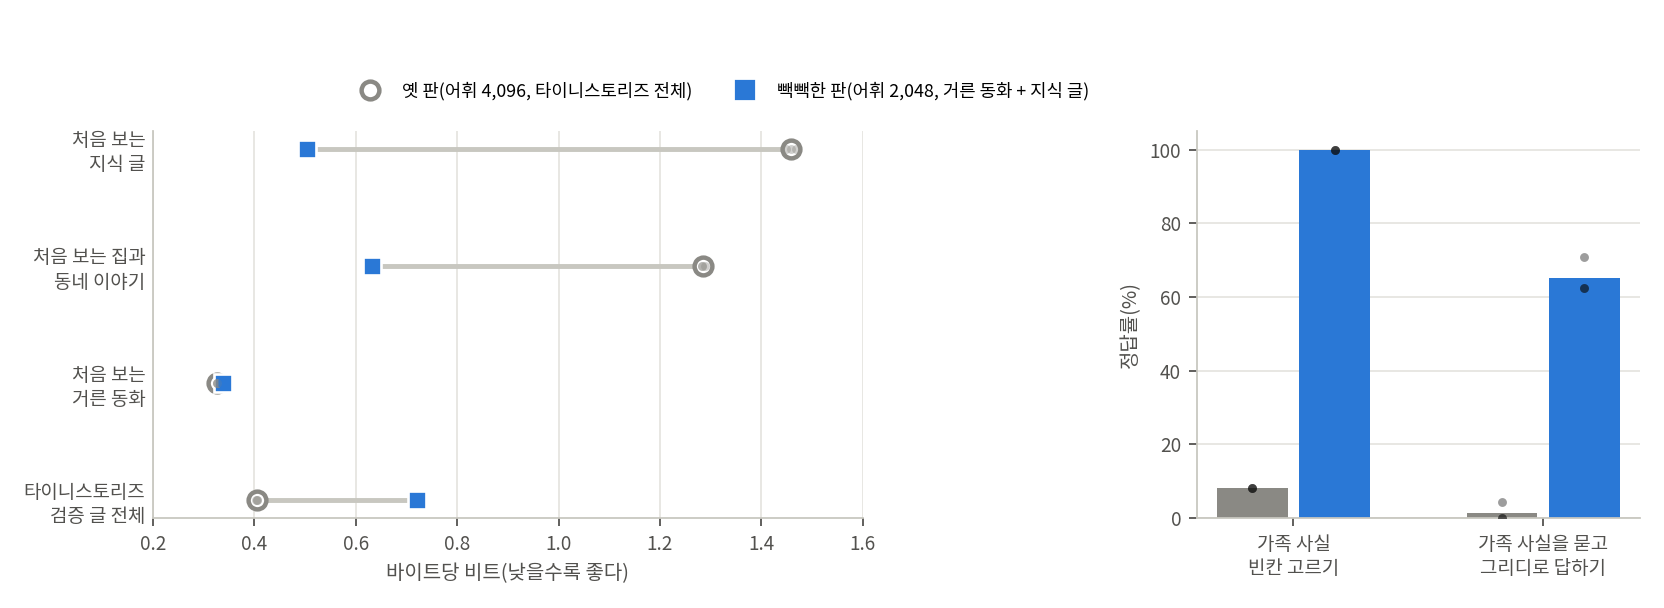 옛 판(어휘 4,096, 타이니스토리즈 전체)
빽빽한 판(어휘 2,048, 거른 동화 + 지식 글)
처음 보는
지식 글
처음 보는 집과
동네 이야기
처음 보는
거른 동화
타이니스토리즈
검증 글 전체
0.2 0.4 0.6 0.8 1.0 1.2 1.4 1.6
바이트당 비트(낮을수록 좋다)
정답률(%)
100
80
60
40
20
0
가족 사실
빈칸 고르기
가족 사실을 묻고
그리디로 답하기